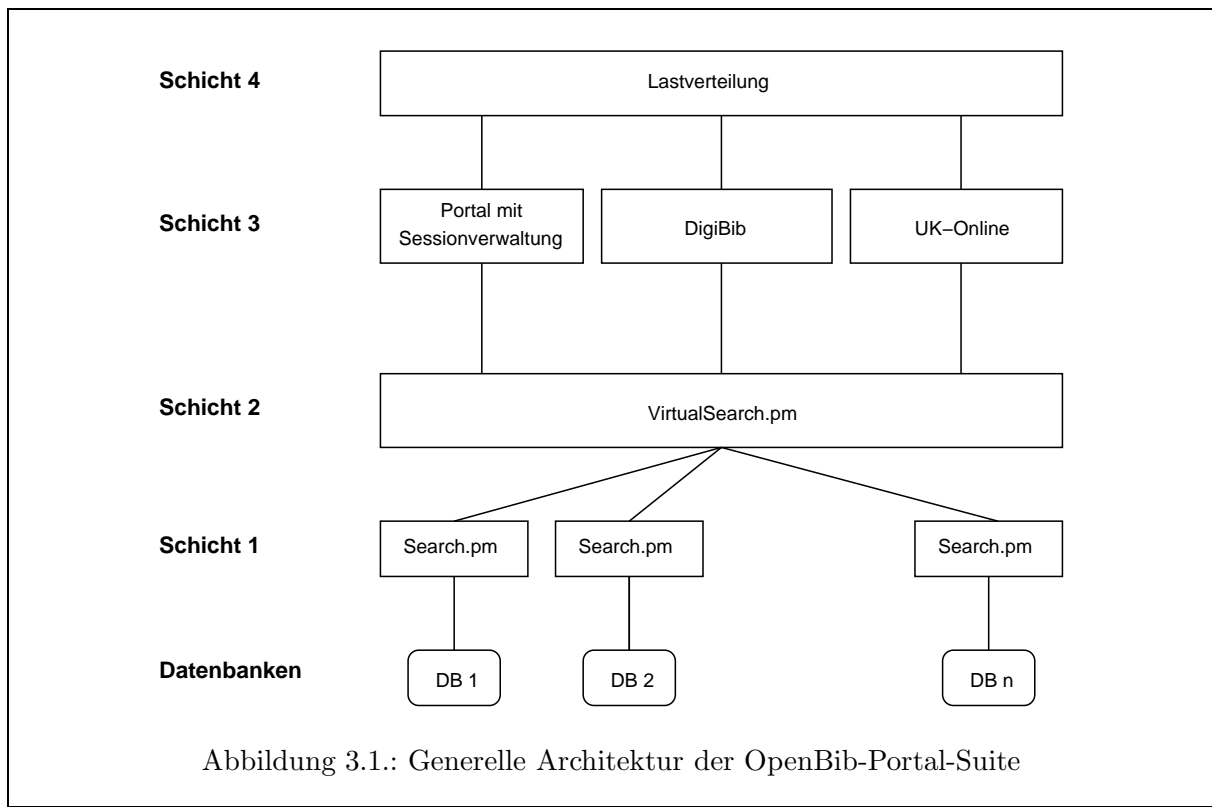 Schicht 4
Lastverteilung
Schicht 3
Portal mit
Sessionverwaltung
DigiBib
UK−Online
Schicht 2
VirtualSearch.pm
Schicht 1
Search.pm
Search.pm
Search.pm
Datenbanken
DB 1
DB 2
DB n
Abbildung 3.1.: Generelle Architektur der OpenBib-Portal-Suite